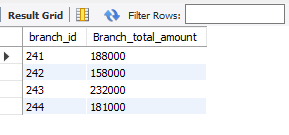 Result Grid Filter Rows:
branch_id Branch_total_amount
241 188000
242 158000
243 232000
244 181000